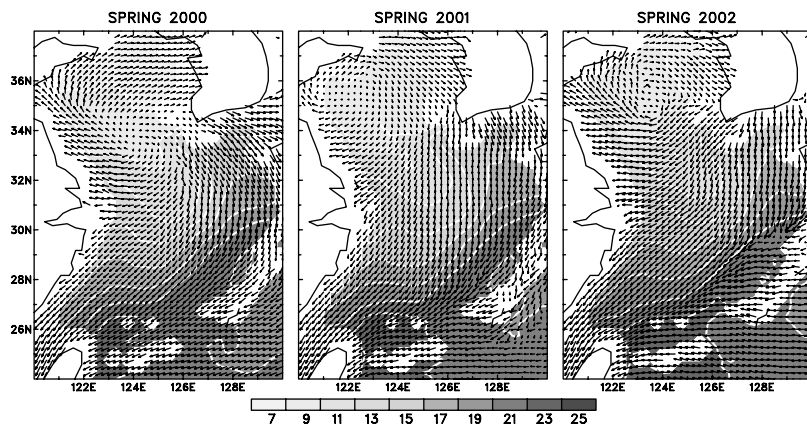 SPRING 2000 SPRING 2001 SPRING 2002
36N
34N
32N
30N
28N
26N
122E 124E 126E 128E 122E 124E 126E 128E 122E 124E 126E 128E
7 9 11 13 15 17 19 21 23 25